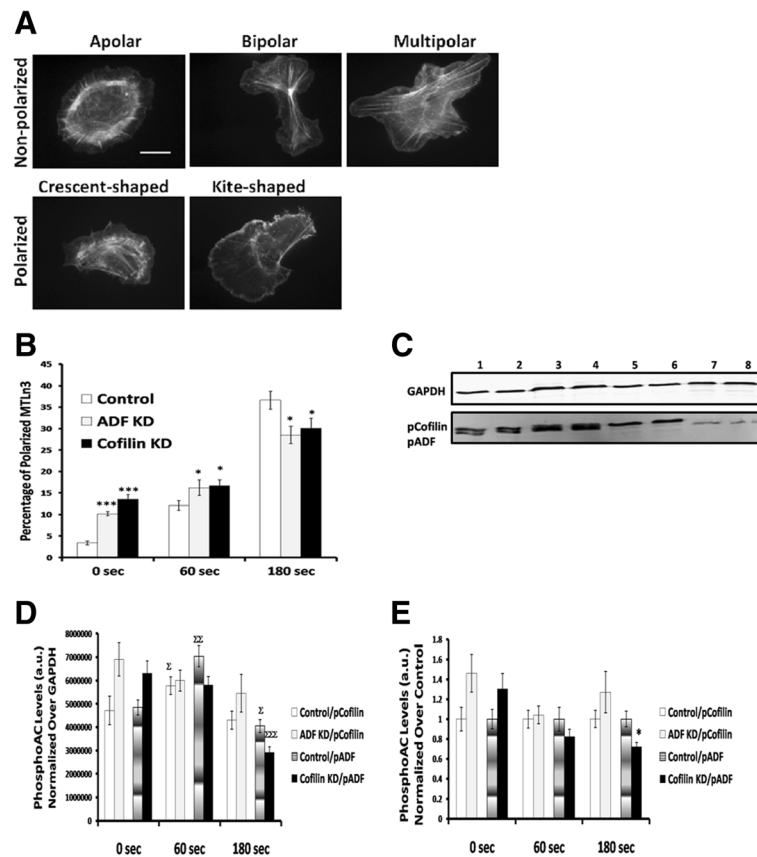 A
Apolar Bipolar Multipolar
Non-polarized
Crescent-shaped Kite-shaped
Polarized
B
Percentage of Polarized MTLn3
45
40
35
30
25
20
15
10
5
0
Control
ADF KD
Cofilin KD
*** ***
* *
* *
0 sec 60 sec 180 sec
C
1 2 3 4 5 6 7 8
GAPDH
pCofilin
pADF
D
PhosphoAC Levels (a.u.)
Normalized Over GAPDH
8000000
7000000
6000000
5000000
4000000
3000000
2000000
1000000
0
Σ ΣΣ
Σ ΣΣΣ
0 sec 60 sec 180 sec
Control/pCofilin
ADF KD/pCofilin
Control/pADF
Cofilin KD/pADF
E
PhosphoAC Levels (a.u.)
Normalized Over Control
1.8
1.6
1.4
1.2
1
0.8
0.6
0.4
0.2
0
*
0 sec 60 sec 180 sec
Control/pCofilin
ADF KD/pCofilin
Control/pADF
Cofilin KD/pADF